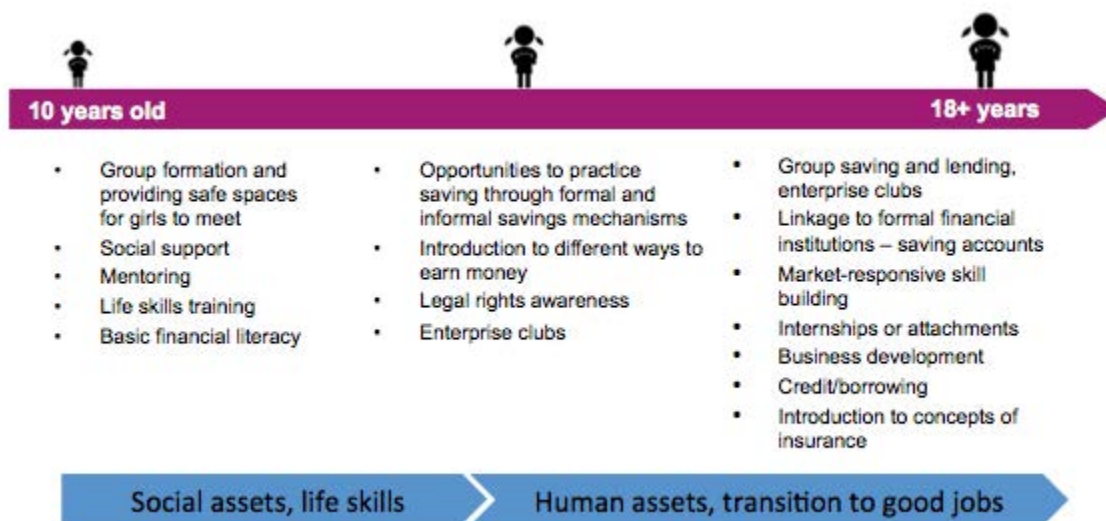 10 years old
18+ years
• Group formation and
providing safe spaces
for girls to meet
• Social support
• Mentoring
• Life skills training
• Basic financial literacy
• Opportunities to practice
saving through formal and
informal savings mechanisms
• Introduction to different ways to
earn money
• Legal rights awareness
• Enterprise clubs
• Group saving and lending,
enterprise clubs
• Linkage to formal financial
institutions – saving accounts
• Market-responsive skill
building
• Internships or attachments
• Business development
• Credit/borrowing
• Introduction to concepts of
insurance
Social assets, life skills
Human assets, transition to good jobs